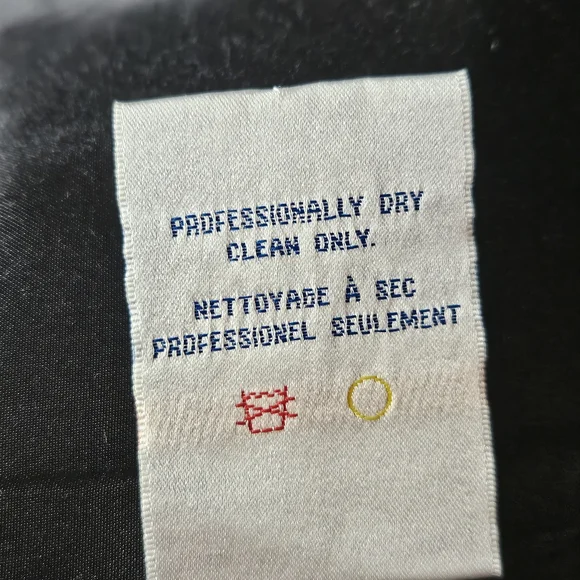 PROFESSIONALLY DRY
CLEAN ONLY.
NETTOYAGE À SEC
PROFESSIONEL SEULEMENT